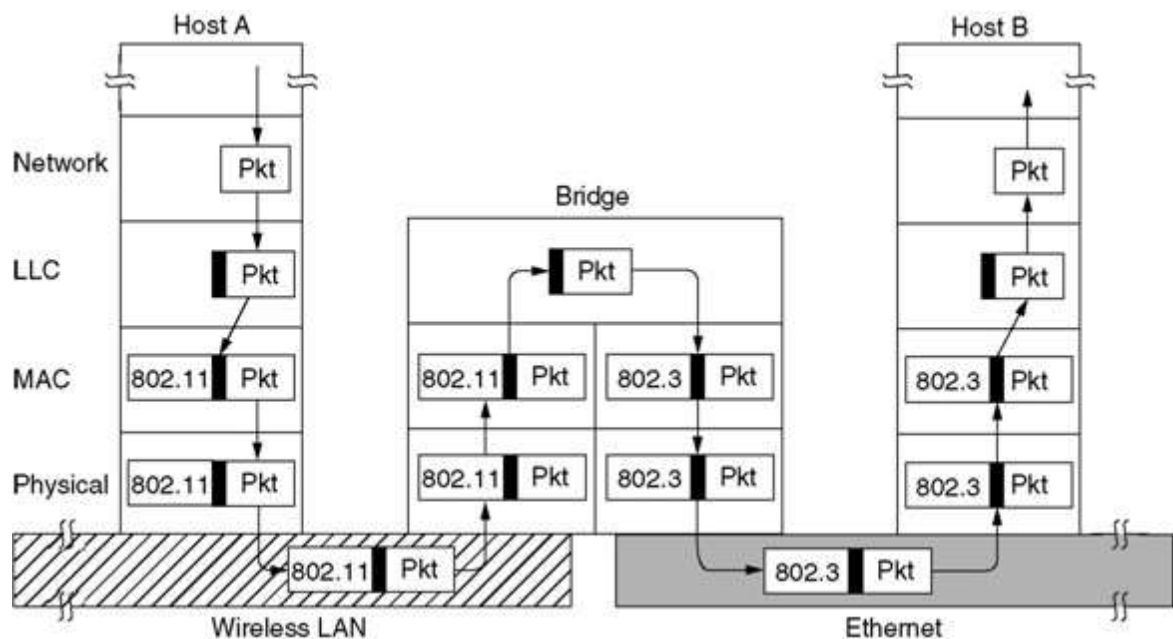 Host A
Host B
Network
Pkt
Pkt
Bridge
LLC
Pkt
Pkt
Pkt
MAC
802.11 Pkt
802.11 Pkt
802.3 Pkt
802.3 Pkt
Physical
802.11 Pkt
802.11 Pkt
802.3 Pkt
802.3 Pkt
802.11 Pkt
802.3 Pkt
Wireless LAN
Ethernet